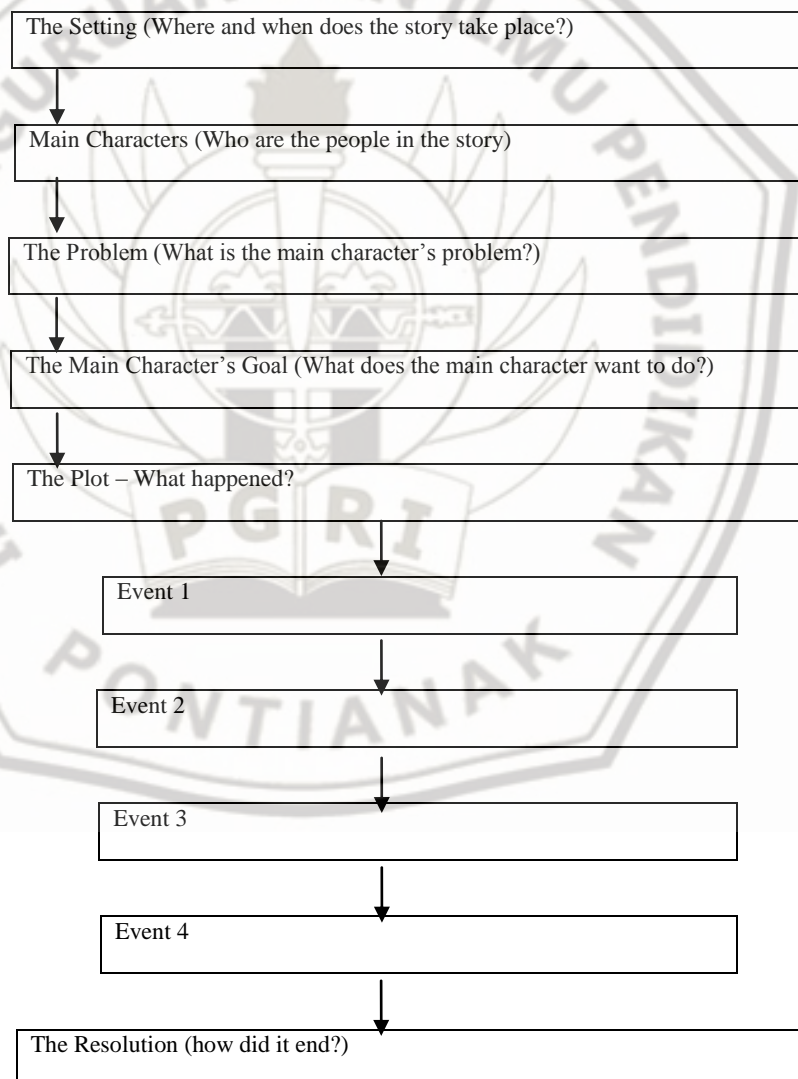 The Setting (Where and when does the story take place?)
Main Characters (Who are the people in the story)
The Problem (What is the main character's problem?)
The Main Character's Goal (What does the main character want to do?)
The Plot – What happened?
Event 1
Event 2
Event 3
Event 4
The Resolution (how did it end?)
ILMU PENDIDIKAN
PGRI
PONTIANAK